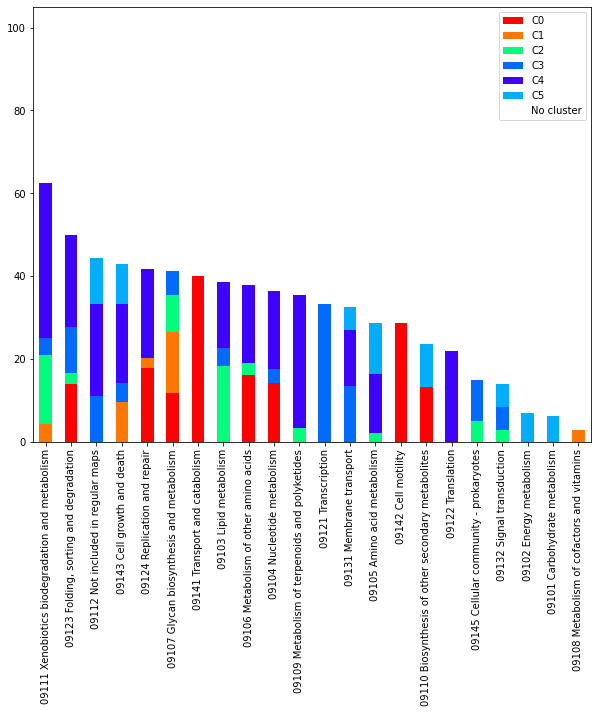 100
80
60
40
20
0
C0
C1
C2
C3
C4
C5
No cluster
09111 Xenobiotics biodegradation and metabolism
09123 Folding, sorting and degradation
09112 Not included in regular maps
09143 Cell growth and death
09124 Replication and repair
09107 Glycan biosynthesis and metabolism
09141 Transport and catabolism
09103 Lipid metabolism
09106 Metabolism of other amino acids
09104 Nucleotide metabolism
09109 Metabolism of terpenoids and polyketides
09121 Transcription
09131 Membrane transport
09105 Amino acid metabolism
09142 Cell motility
09110 Biosynthesis of other secondary metabolites
09122 Translation
09145 Cellular community - prokaryotes
09132 Signal transduction
09102 Energy metabolism
09101 Carbohydrate metabolism
09108 Metabolism of cofactors and vitamins